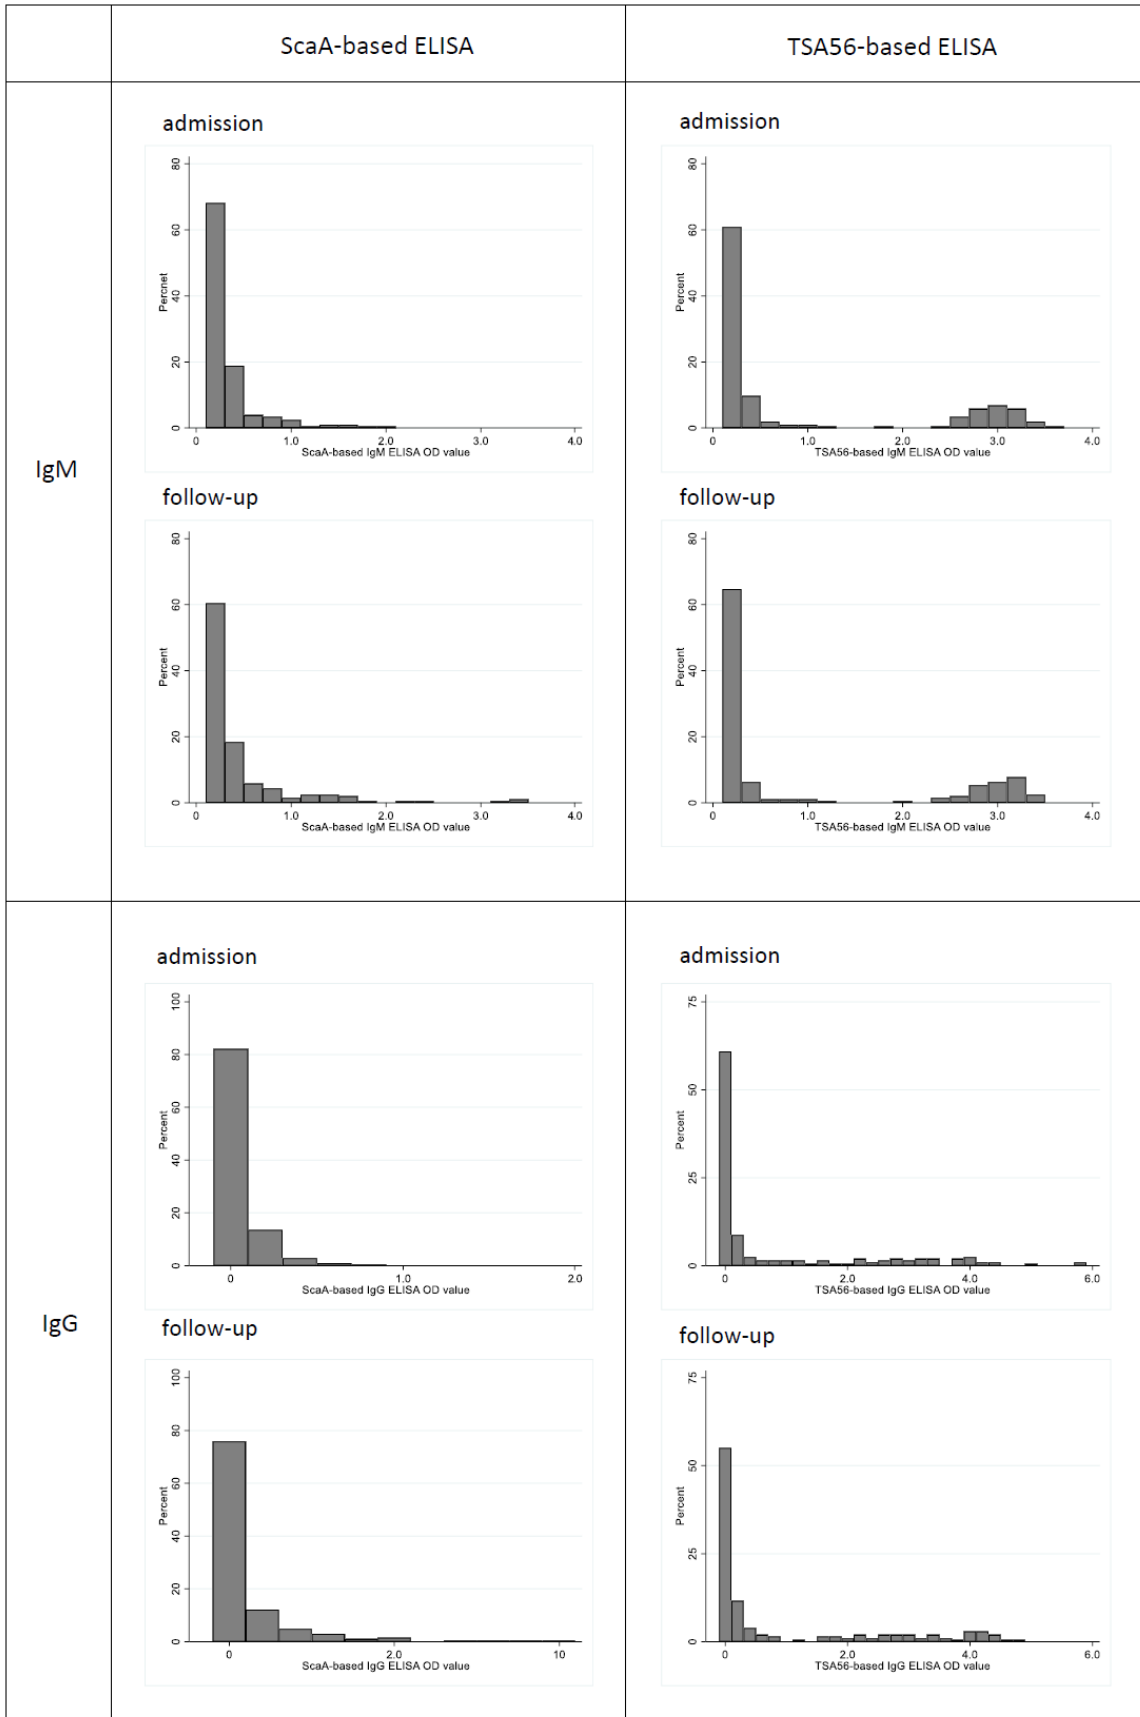 ScaA-based ELISA
TSA56-based ELISA
IgM
admission
80
60
40
20
0
Percnet
0 1.0 2.0 3.0 4.0
ScaA-based IgM ELISA OD value
admission
80
60
40
20
0
Percent
0 1.0 2.0 3.0 4.0
TSA56-based IgM ELISA OD value
follow-up
80
60
40
20
0
Percent
0 1.0 2.0 3.0 4.0
ScaA-based IgM ELISA OD value
follow-up
80
60
40
20
0
Percent
0 1.0 2.0 3.0 4.0
TSA56-based IgM ELISA OD value
IgG
admission
100
80
60
40
20
0
Percent
0 1.0 2.0
ScaA-based IgG ELISA OD value
admission
75
50
25
0
Percent
0 2.0 4.0 6.0
TSA56-based IgG ELISA OD value
follow-up
100
80
60
40
20
0
Percent
0 2.0 10
ScaA-based IgG ELISA OD value
follow-up
75
50
25
0
Percent
0 2.0 4.0 6.0
TSA56-based IgG ELISA OD value